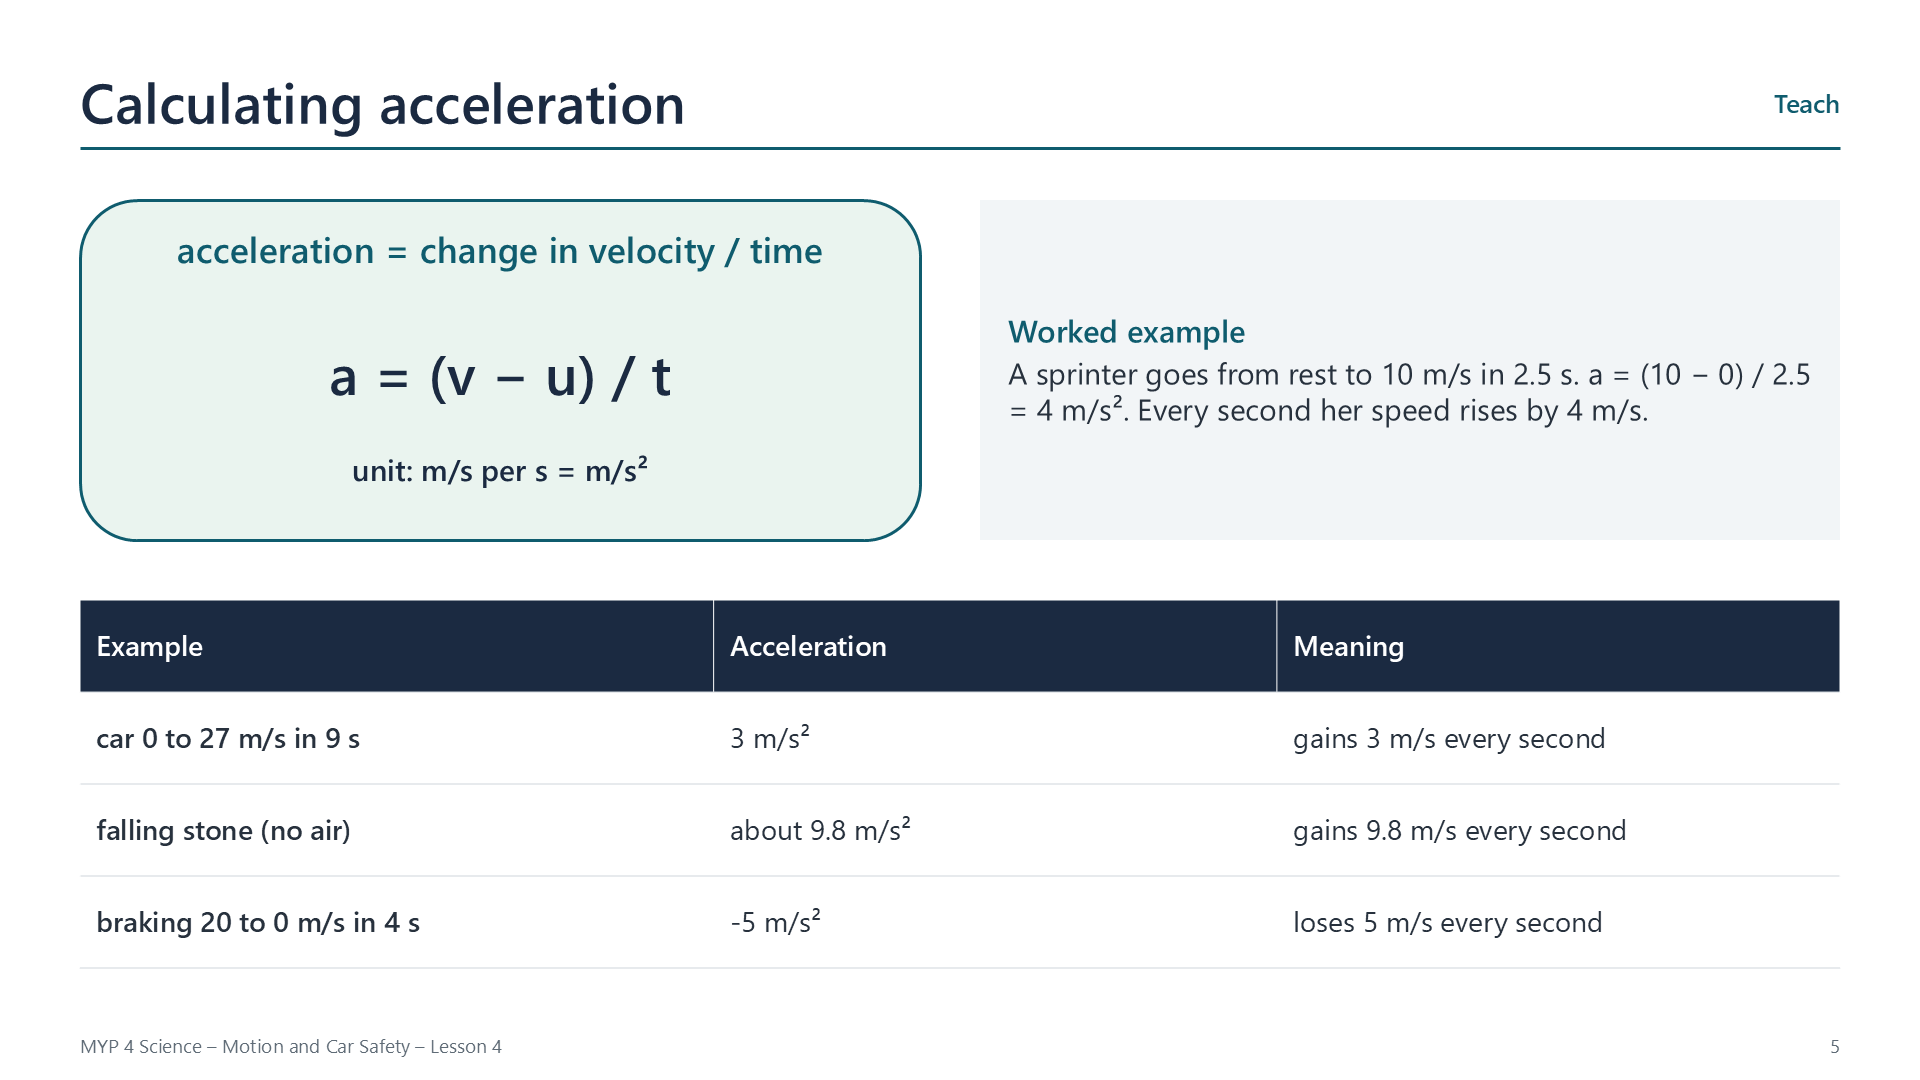 Calculating acceleration
Teach
acceleration = change in velocity / time
a = (v − u) / t
unit: m/s per s = m/s²
Worked example
A sprinter goes from rest to 10 m/s in 2.5 s. a = (10 − 0) / 2.5
= 4 m/s². Every second her speed rises by 4 m/s.
Example Acceleration Meaning
car 0 to 27 m/s in 9 s 3 m/s² gains 3 m/s every second
falling stone (no air) about 9.8 m/s² gains 9.8 m/s every second
braking 20 to 0 m/s in 4 s -5 m/s² loses 5 m/s every second
MYP 4 Science – Motion and Car Safety – Lesson 4 5